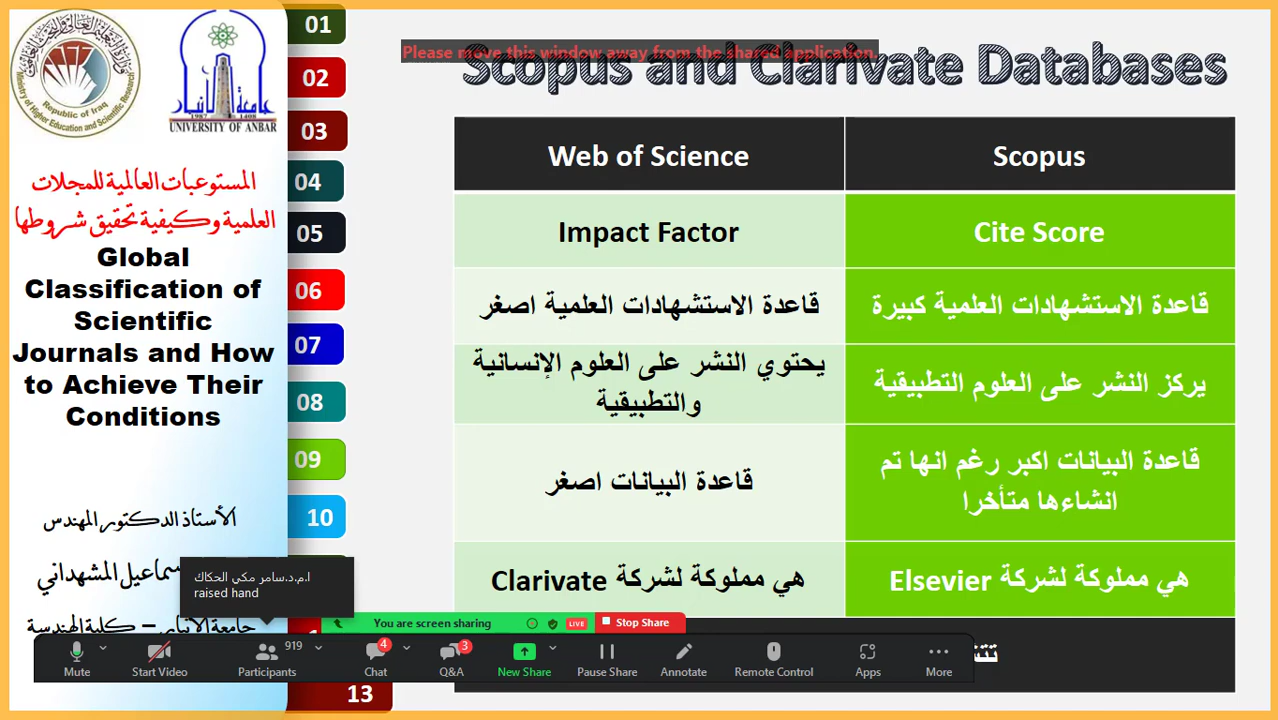 Ministry of Higher Education and Scientific Research
Republic of Iraq
جامعة الأنبار
1987 1408
UNIVERSITY OF ANBAR
المستوعبات العالمية للمجلات
العلمية وكيفية تحقيق شروطها
Global
Classification of
Scientific
Journals and How
to Achieve Their
Conditions
الأستاذ الدكتور المهندس
المشهداني
جامعة الانبار – كلية الهندسة
01
02
03
04
05
06
07
08
09
10
13
Please move this window away from the shared application.
Scopus and Clarivate Databases
Web of Science
Scopus
Impact Factor
Cite Score
قاعدة الاستشهادات العلمية اصغر
قاعدة الاستشهادات العلمية كبيرة
يحتوي النشر على العلوم الإنسانية
والتطبيقية
يركز النشر على العلوم التطبيقية
قاعدة البيانات اصغر
قاعدة البيانات اكبر رغم انها تم
انشاءها متأخرا
هي مملوكة لشركة Clarivate
هي مملوكة لشركة Elsevier
ا.م.د.سامر مكي الحكاك
raised hand
You are screen sharing
LIVE
Stop Share
919
4
3
Mute
Start Video
Participants
Chat
Q&A
New Share
Pause Share
Annotate
Remote Control
Apps
More